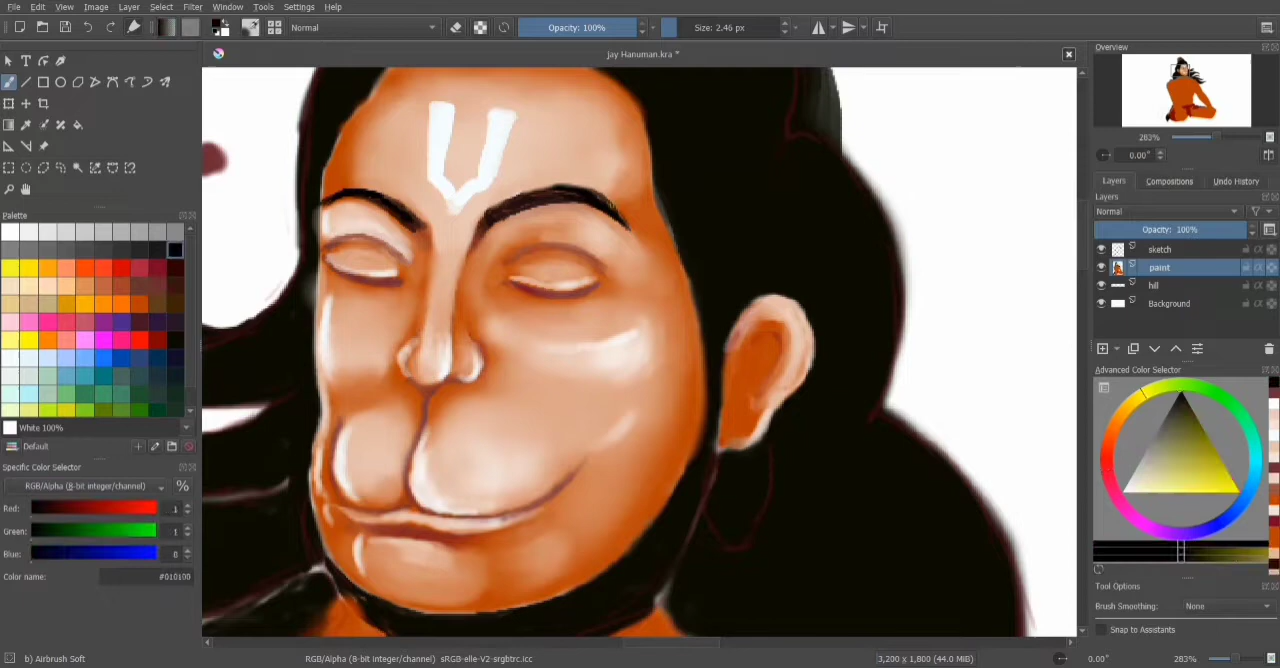 File Edit View Image Layer Select Filter Window Tools Settings Help
Normal Opacity: 100% Size: 2.46 px
jay Hanuman.kra *
Overview
283%
0.00°
Layers Compositions Undo History
Layers
Normal
Opacity: 100%
sketch
paint
hill
Background
Advanced Color Selector
Tool Options
Brush Smoothing: None
Snap to Assistants
Palette
White 100%
Default
Specific Color Selector
RGB/Alpha (8-bit integer/channel) %
Red: 1
Green: 1
Blue: 0
Color name: #010100
b) Airbrush Soft RGB/Alpha (8-bit integer/channel) sRGB-elle-V2-srgbtrc.icc 3,200 x 1,800 (44.0 MiB) 0.00° 283%